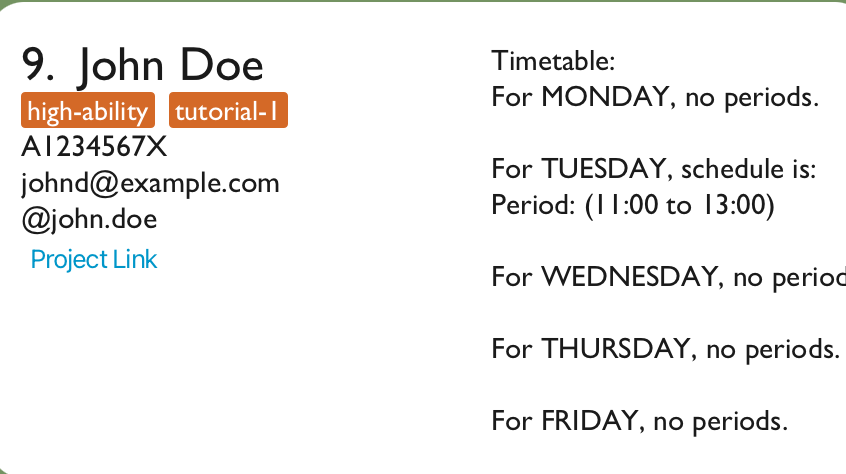 9. John Doe
high-ability tutorial-1
A1234567X
johnd@example.com
@john.doe
Project Link
Timetable:
For MONDAY, no periods.
For TUESDAY, schedule is:
Period: (11:00 to 13:00)
For WEDNESDAY, no period
For THURSDAY, no periods.
For FRIDAY, no periods.